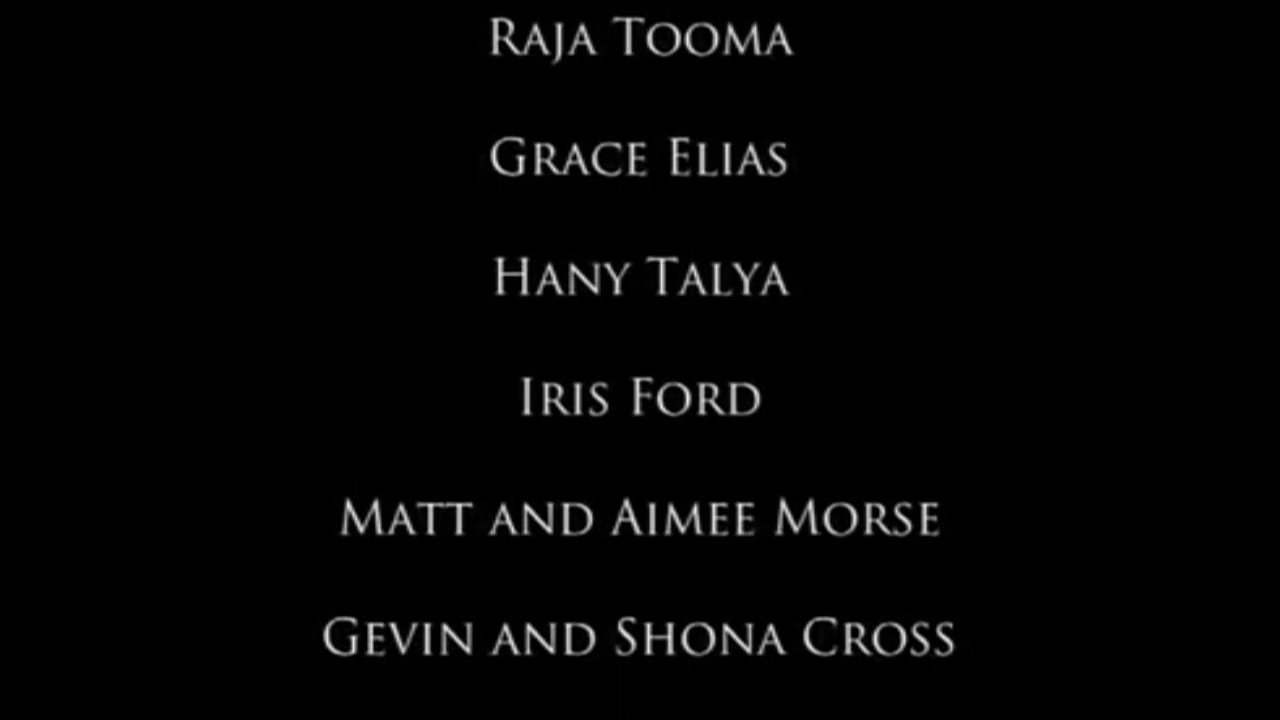 Raja Tooma
Grace Elias
Hany Talya
Iris Ford
Matt and Aimee Morse
Gevin and Shona Cross